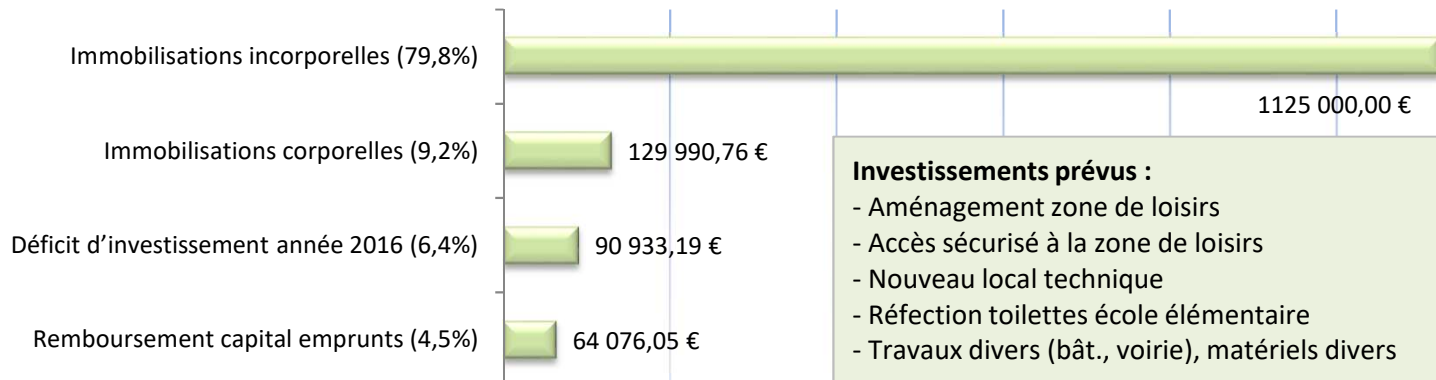 Immobilisations incorporelles (79,8%)
1125 000,00 €
Immobilisations corporelles (9,2%)
129 990,76 €
Déficit d’investissement année 2016 (6,4%)
90 933,19 €
Remboursement capital emprunts (4,5%)
64 076,05 €
Investissements prévus :
- Aménagement zone de loisirs
- Accès sécurisé à la zone de loisirs
- Nouveau local technique
- Réfection toilettes école élémentaire
- Travaux divers (bât., voirie), matériels divers